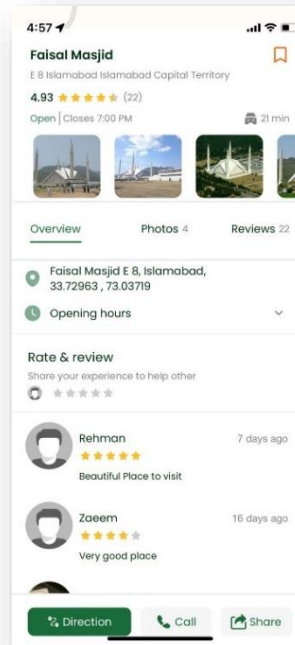 4:57
Faisal Masjid
E 8 Islamabad Islamabad Capital Territory
4.93 (22)
Open | Closes 7:00 PM 21 min
Overview Photos 4 Reviews 22
Faisal Masjid E 8, Islamabad,
33.72963 , 73.03719
Opening hours
Rate & review
Share your experience to help other
Rehman 7 days ago
Beautiful Place to visit
Zaeem 16 days ago
Very good place
Direction Call Share